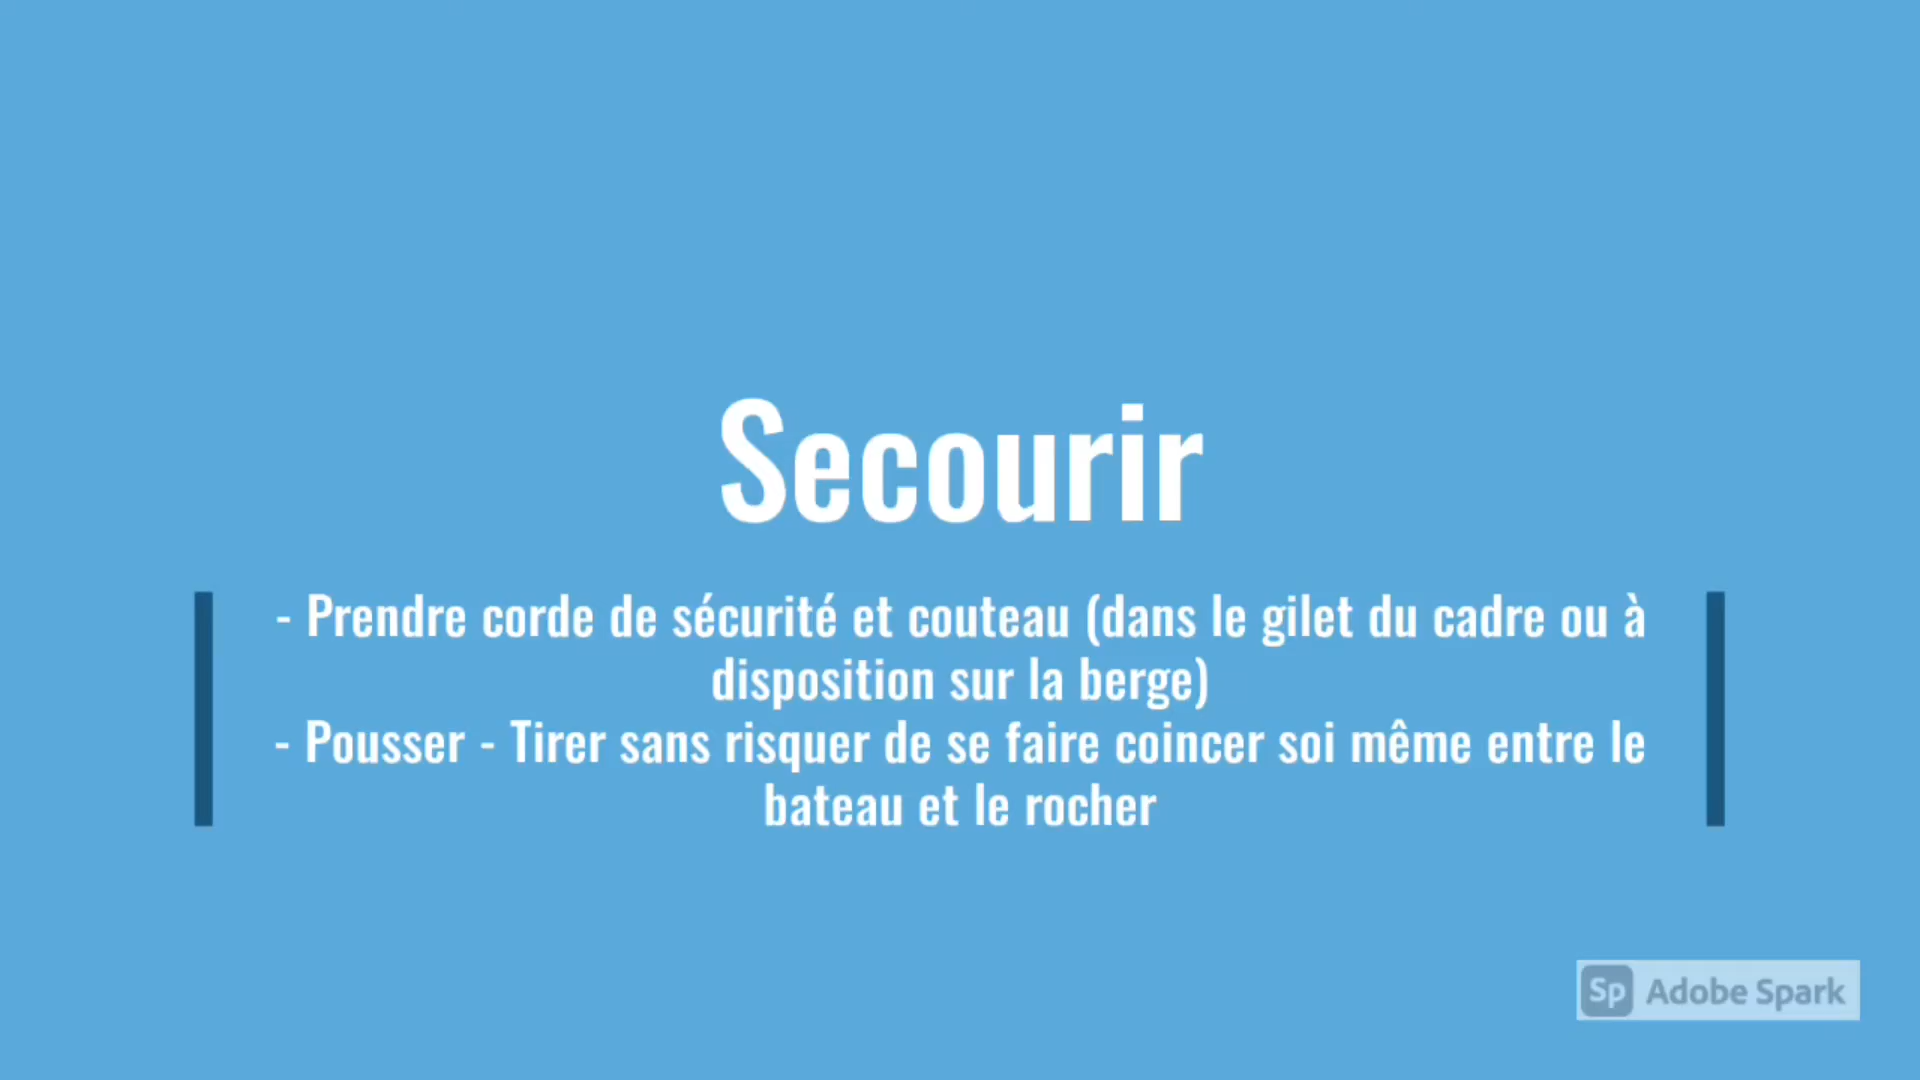 Secourir
- Prendre corde de sécurité et couteau (dans le gilet du cadre ou à
disposition sur la berge)
- Pousser - Tirer sans risquer de se faire coincer soi même entre le
bateau et le rocher
Sp Adobe Spark